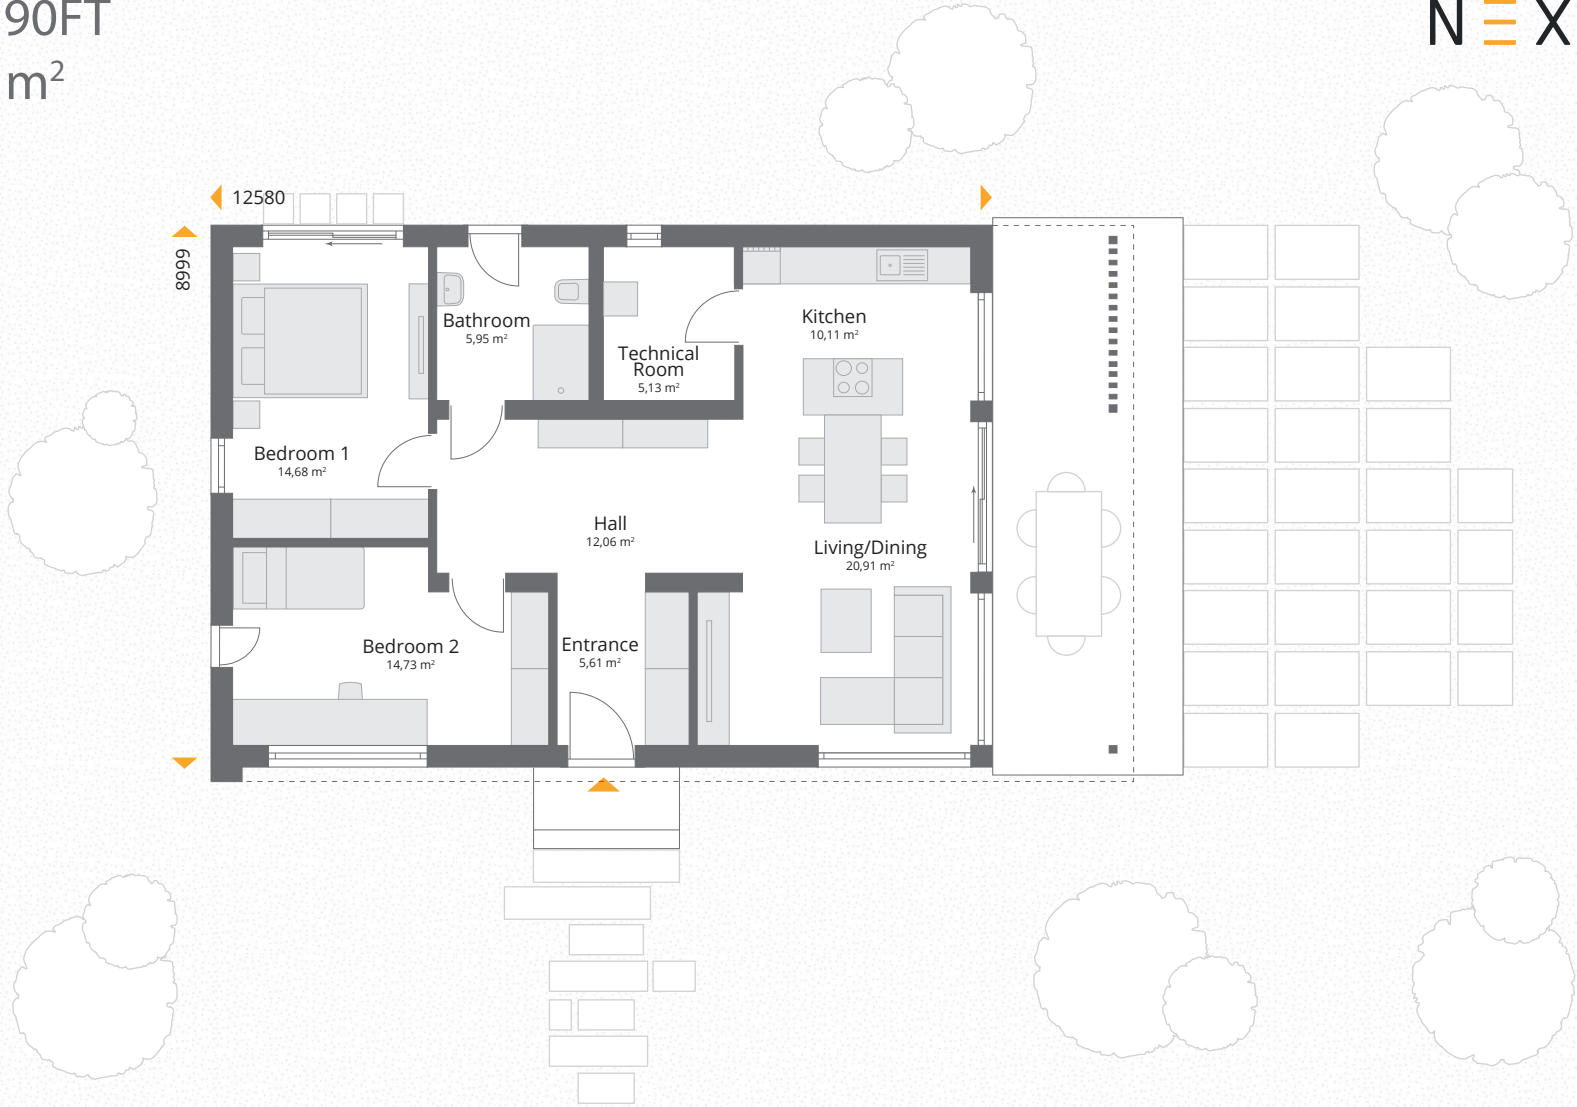 90FT
m²
N Ξ X
12580
8999
Bathroom
5,95 m²
Kitchen
10,11 m²
Technical
Room
5,13 m²
Bedroom 1
14,68 m²
Hall
12,06 m²
Living/Dining
20,91 m²
Bedroom 2
14,73 m²
Entrance
5,61 m²